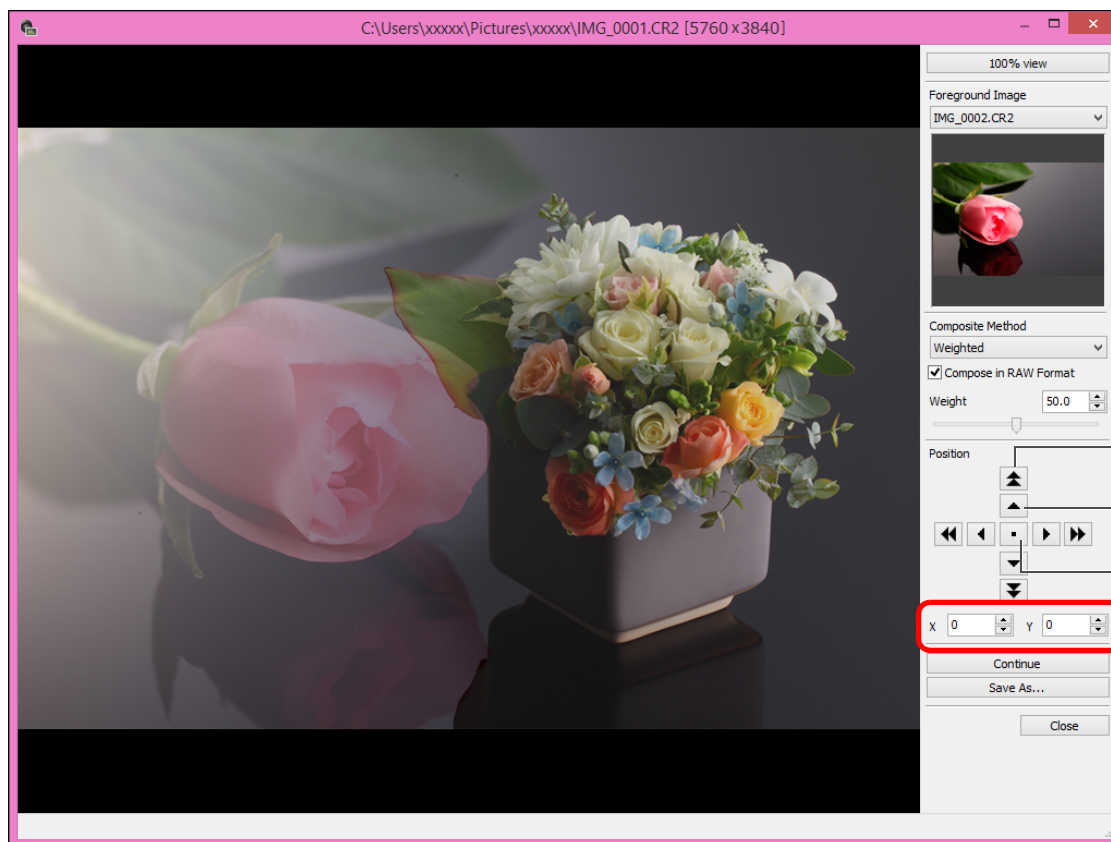 C:\Users\xxxxx\Pictures\xxxxx\IMG_0001.CR2 [5760 x3840]
100% view
Foreground Image
IMG_0002.CR2
Composite Method
Weighted
Compose in RAW Format
Weight 50.0
Position
X 0 Y 0
Continue
Save As...
Close